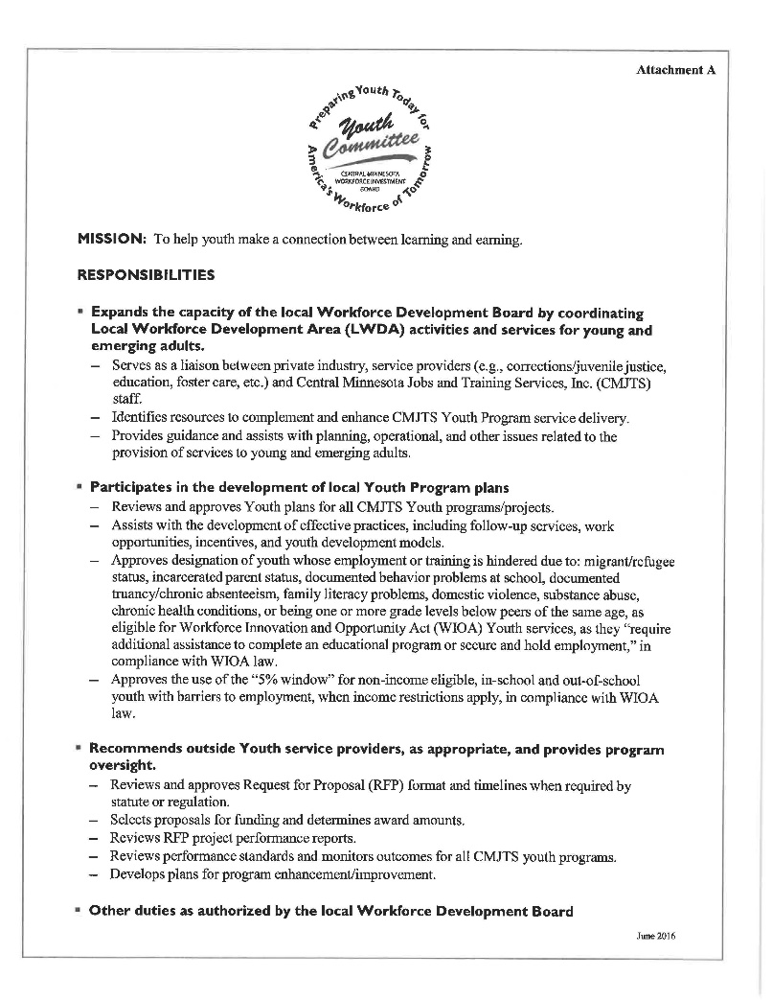 Attachment A
Preparing Youth Today for
America's Workforce of Tomorrow
Youth
Committee
CENTRAL MINNESOTA
WORKFORCE INVESTMENT
BOARD
MISSION: To help youth make a connection between learning and earning.
RESPONSIBILITIES
▪ Expands the capacity of the local Workforce Development Board by coordinating
Local Workforce Development Area (LWDA) activities and services for young and
emerging adults.
– Serves as a liaison between private industry, service providers (e.g., corrections/juvenile justice,
education, foster care, etc.) and Central Minnesota Jobs and Training Services, Inc. (CMJTS)
staff.
– Identifies resources to complement and enhance CMJTS Youth Program service delivery.
– Provides guidance and assists with planning, operational, and other issues related to the
provision of services to young and emerging adults.
▪ Participates in the development of local Youth Program plans
– Reviews and approves Youth plans for all CMJTS Youth programs/projects.
– Assists with the development of effective practices, including follow-up services, work
opportunities, incentives, and youth development models.
– Approves designation of youth whose employment or training is hindered due to: migrant/refugee
status, incarcerated parent status, documented behavior problems at school, documented
truancy/chronic absenteeism, family literacy problems, domestic violence, substance abuse,
chronic health conditions, or being one or more grade levels below peers of the same age, as
eligible for Workforce Innovation and Opportunity Act (WIOA) Youth services, as they “require
additional assistance to complete an educational program or secure and hold employment,” in
compliance with WIOA law.
– Approves the use of the “5% window” for non-income eligible, in-school and out-of-school
youth with barriers to employment, when income restrictions apply, in compliance with WIOA
law.
▪ Recommends outside Youth service providers, as appropriate, and provides program
oversight.
– Reviews and approves Request for Proposal (RFP) format and timelines when required by
statute or regulation.
– Selects proposals for funding and determines award amounts.
– Reviews RFP project performance reports.
– Reviews performance standards and monitors outcomes for all CMJTS youth programs.
– Develops plans for program enhancement/improvement.
▪ Other duties as authorized by the local Workforce Development Board
June 2016